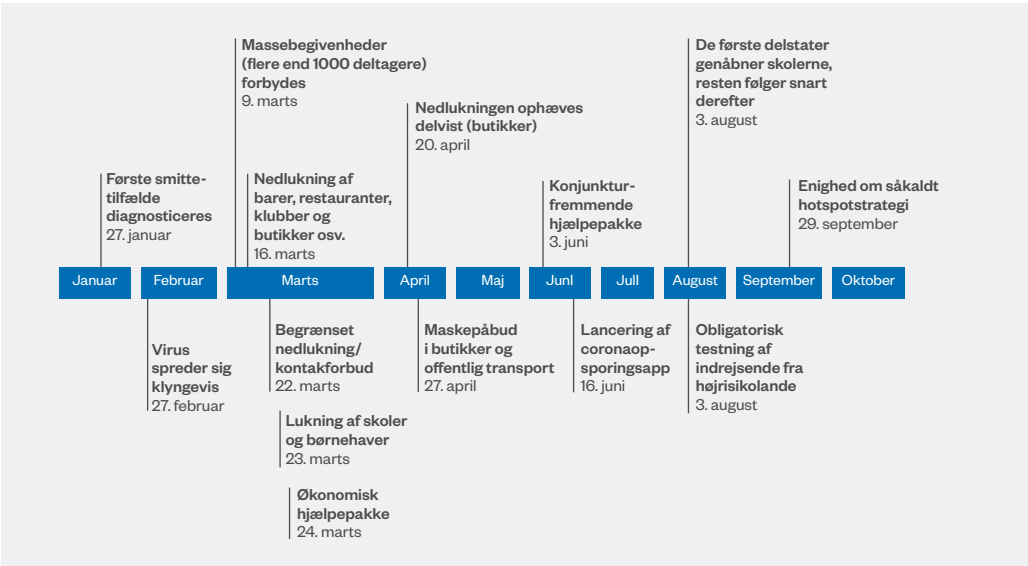 Massebegivenheder
(flere end 1000 deltagere)
forbydes
9. marts
De første delstater
genåbner skolerne,
resten følger snart
derefter
3. august
Nedlukningen ophæves
delvist (butikker)
20. april
Første smitte-
tilfælde
diagnosticeres
27. januar
Nedlukning af
barer, restauranter,
klubber og
butikker osv.
16. marts
Konjunktur-
fremmende
hjælpepakke
3. juni
Enighed om såkaldt
hotspotstrategi
29. september
Januar
Februar
Marts
April
Maj
JunI
Jull
August
September
Oktober
Virus
spreder sig
klyngevis
27. februar
Begrænset
nedlukning/
kontakforbud
22. marts
Maskepåbud
i butikker og
offentlig transport
27. april
Lancering af
coronaop-
sporingsapp
16. juni
Obligatorisk
testning af
indrejsende fra
højrisikolande
3. august
Lukning af skoler
og børnehaver
23. marts
Økonomisk
hjælpepakke
24. marts